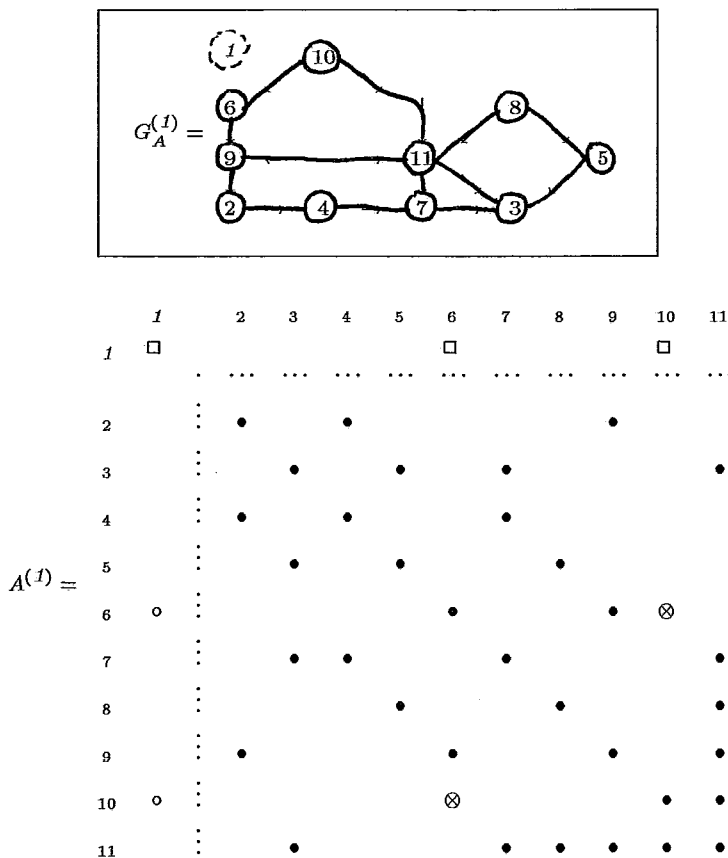 1 10
6 8
G_A^{(1)} =
9 11 5
2 4 7 3
1 2 3 4 5 6 7 8 9 10 11
1 □ □ □
2 • • •
3 • • • •
4 • • •
5 • • •
A^{(1)} =
6 ○ • • ⊗
7 • • • •
8 • • •
9 • • • •
10 ○ ⊗ • •
11 • • • • • •